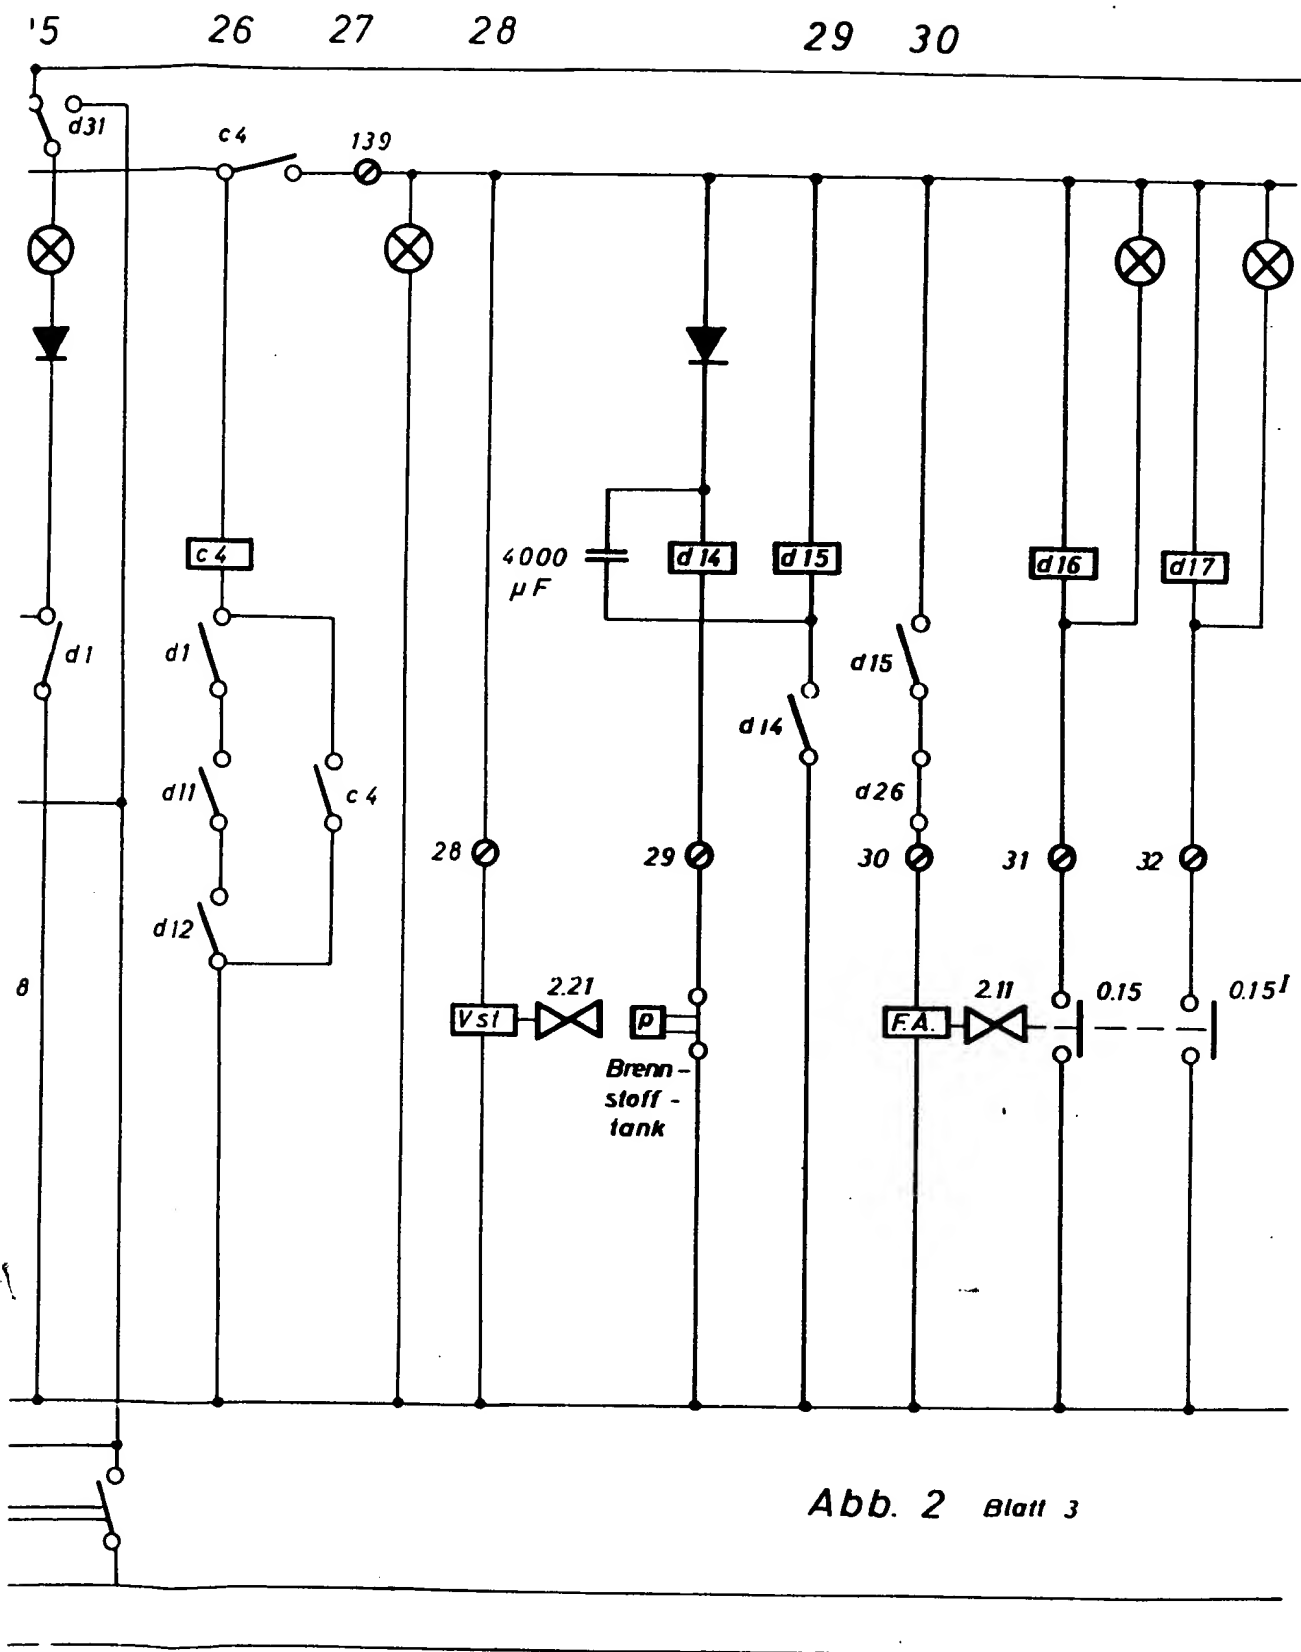 '5 26 27 28 29 30
d31
c4
139
c4
4000
µF
d14
d15
d16
d17
d1
d1
d15
d14
d11
c4
d26
28
29
30
31
32
d12
8
Vst
2.21
p
F.A.
2.11
0.15
0.15I
Brenn-
stoff-
tank
Abb. 2 Blatt 3